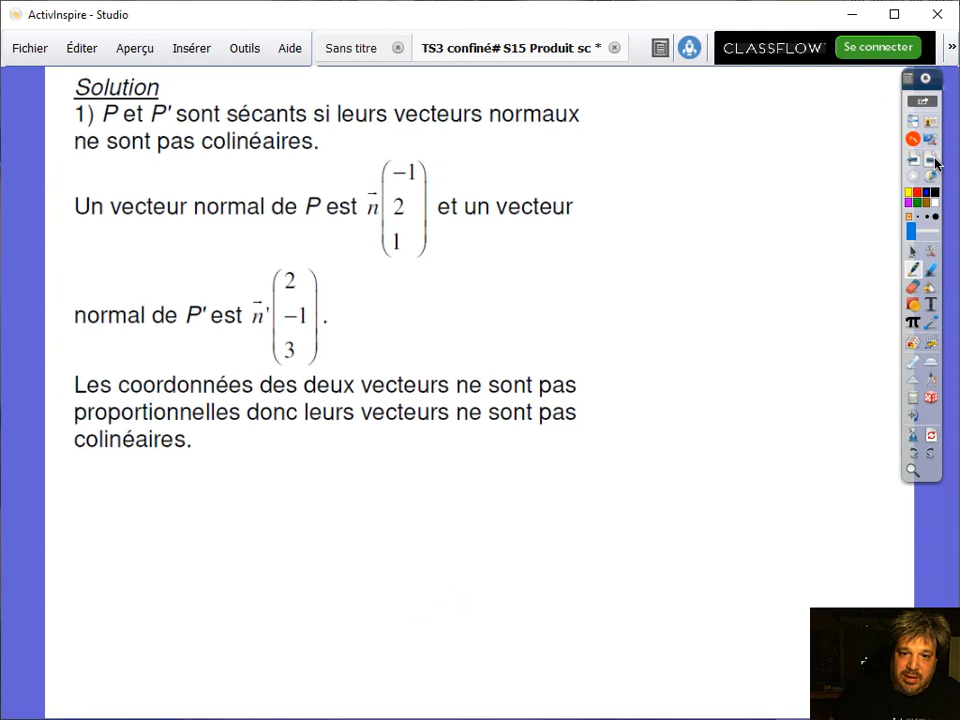 ActivInspire - Studio
Fichier Éditer Aperçu Insérer Outils Aide Sans titre TS3 confiné# S15 Produit sc * CLASSFLOW Se connecter »
Solution
1) P et P' sont sécants si leurs vecteurs normaux
ne sont pas colinéaires.
Un vecteur normal de P est n⃗ (−1 2 1) et un vecteur
normal de P' est n⃗' (2 −1 3).
Les coordonnées des deux vecteurs ne sont pas
proportionnelles donc leurs vecteurs ne sont pas
colinéaires.